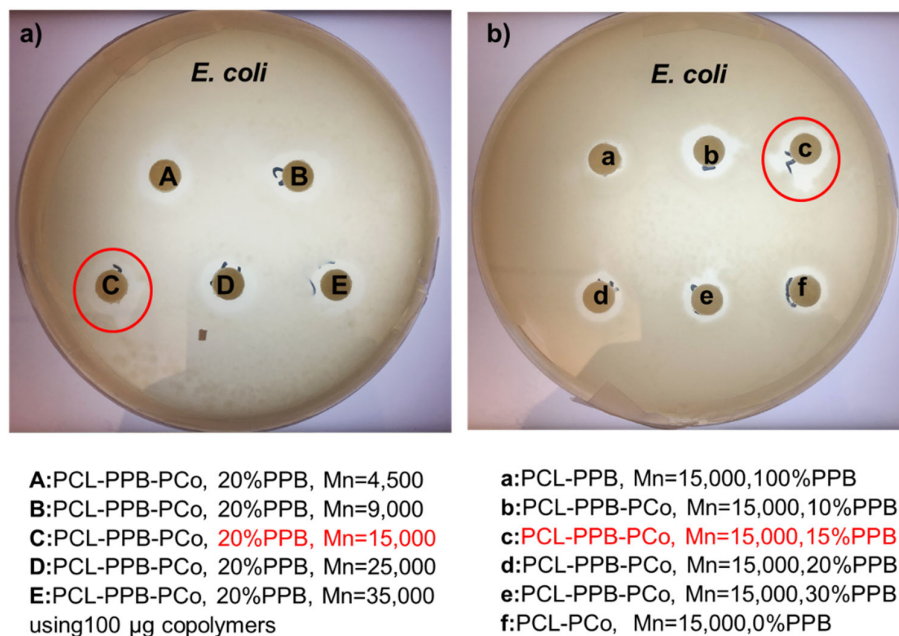 a)
E. coli
A
B
C
D
E
A:PCL-PPB-PCo, 20%PPB, Mn=4,500
B:PCL-PPB-PCo, 20%PPB, Mn=9,000
C:PCL-PPB-PCo, 20%PPB, Mn=15,000
D:PCL-PPB-PCo, 20%PPB, Mn=25,000
E:PCL-PPB-PCo, 20%PPB, Mn=35,000
using100 μg copolymers
b)
E. coli
a
b
c
d
e
f
a:PCL-PPB, Mn=15,000,100%PPB
b:PCL-PPB-PCo, Mn=15,000,10%PPB
c:PCL-PPB-PCo, Mn=15,000,15%PPB
d:PCL-PPB-PCo, Mn=15,000,20%PPB
e:PCL-PPB-PCo, Mn=15,000,30%PPB
f:PCL-PCo, Mn=15,000,0%PPB